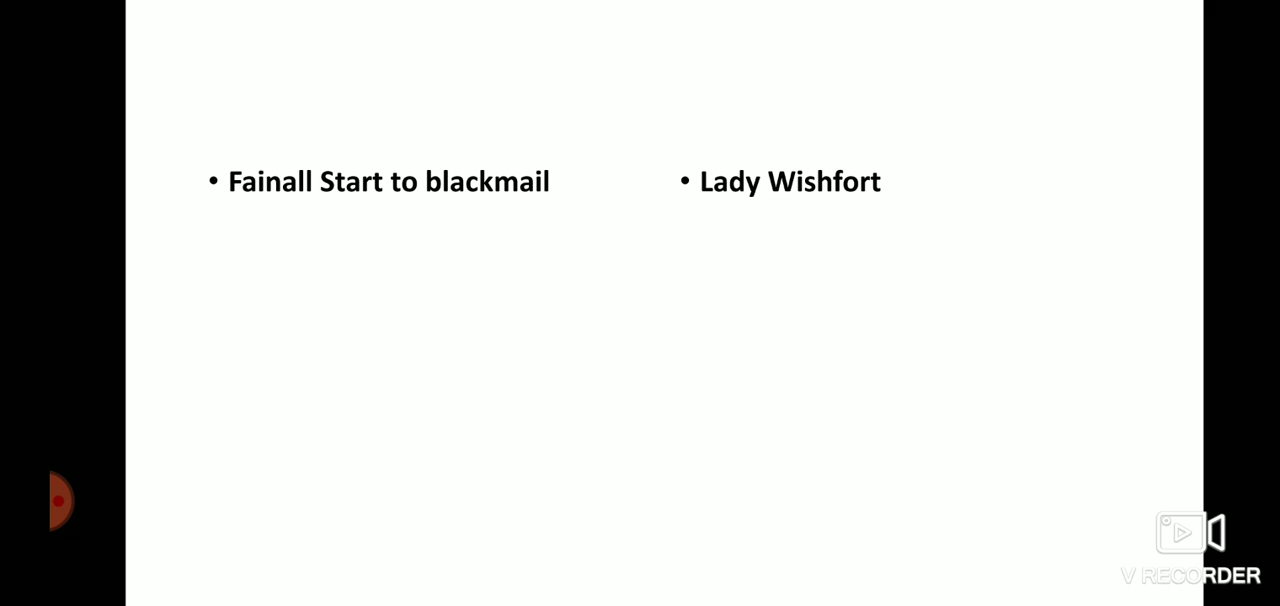 • Fainall Start to blackmail
• Lady Wishfort
V RECORDER